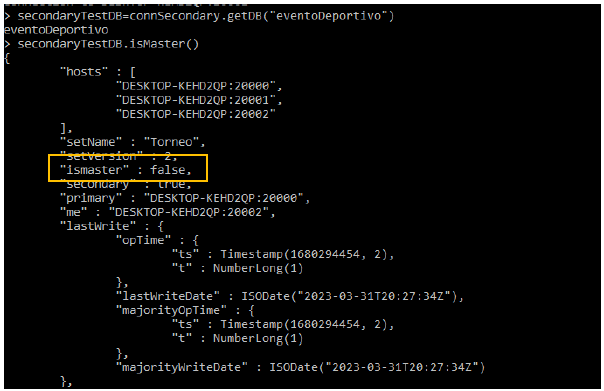 > secondaryTestDB=connSecondary.getDB("eventoDeportivo")
eventoDeportivo
> secondaryTestDB.isMaster()
{
"hosts" : [
"DESKTOP-KEHD2QP:20000",
"DESKTOP-KEHD2QP:20001",
"DESKTOP-KEHD2QP:20002"
],
"setName" : "Torneo",
"setVersion" : 2,
"ismaster" : false,
"secondary" : true,
"primary" : "DESKTOP-KEHD2QP:20000",
"me" : "DESKTOP-KEHD2QP:20002",
"lastWrite" : {
"opTime" : {
"ts" : Timestamp(1680294454, 2),
"t" : NumberLong(1)
},
"lastWriteDate" : ISODate("2023-03-31T20:27:34Z"),
"majorityOpTime" : {
"ts" : Timestamp(1680294454, 2),
"t" : NumberLong(1)
},
"majorityWriteDate" : ISODate("2023-03-31T20:27:34Z")
},